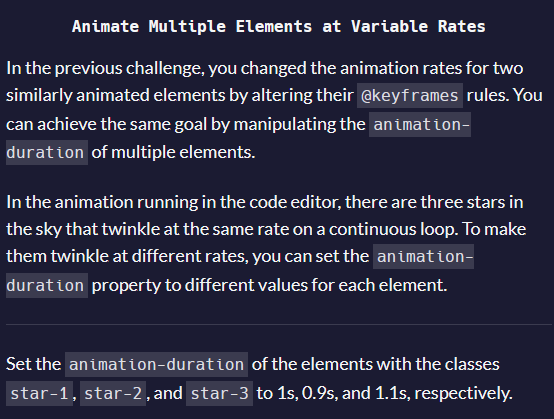 Animate Multiple Elements at Variable Rates
In the previous challenge, you changed the animation rates for two
similarly animated elements by altering their @keyframes rules. You
can achieve the same goal by manipulating the animation-
duration of multiple elements.
In the animation running in the code editor, there are three stars in
the sky that twinkle at the same rate on a continuous loop. To make
them twinkle at different rates, you can set the animation-
duration property to different values for each element.
Set the animation-duration of the elements with the classes
star-1, star-2, and star-3 to 1s, 0.9s, and 1.1s, respectively.